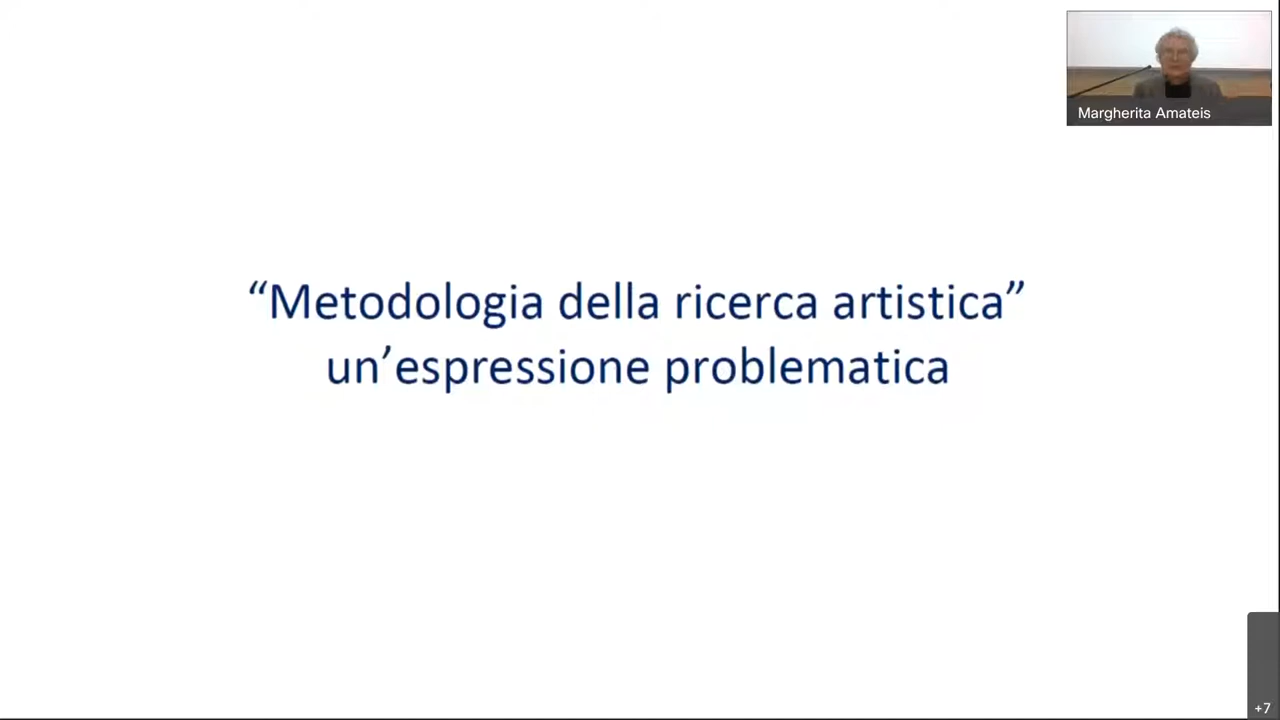 Margherita Amateis
“Metodologia della ricerca artistica”
un’espressione problematica
+7